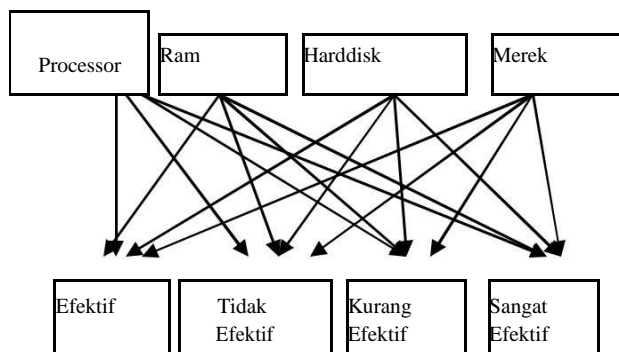 Processor
Ram
Harddisk
Merek
Efektif
Tidak
Efektif
Kurang
Efektif
Sangat
Efektif